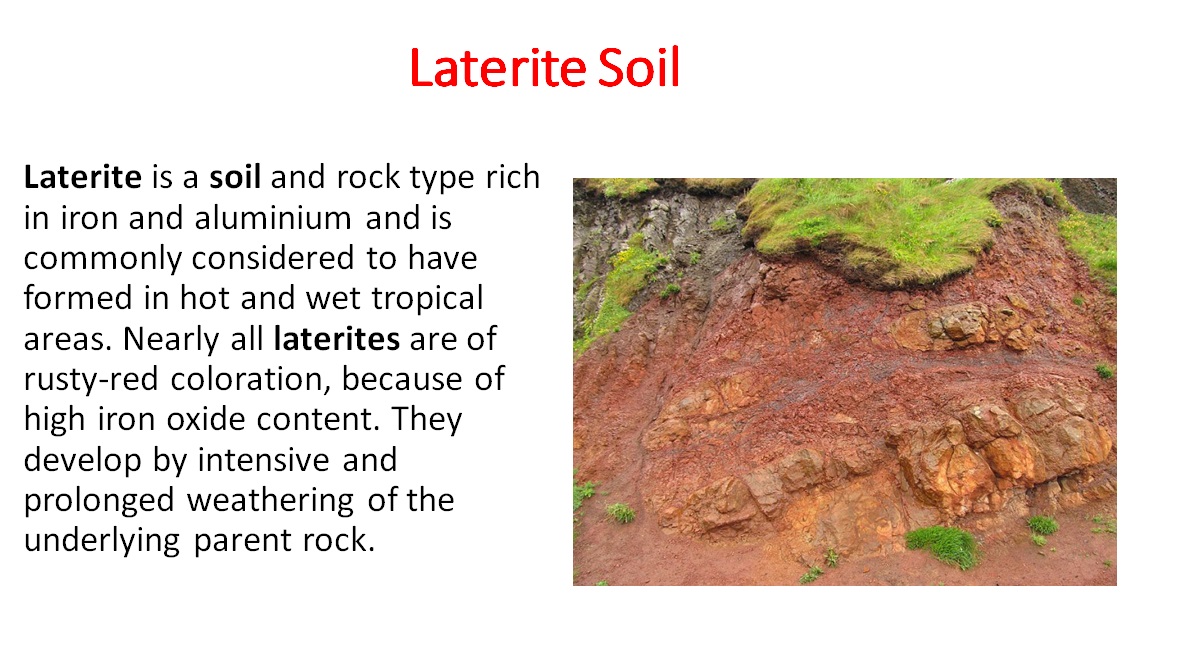 Laterite Soil
Laterite is a soil and rock type rich
in iron and aluminium and is
commonly considered to have
formed in hot and wet tropical
areas. Nearly all laterites are of
rusty-red coloration, because of
high iron oxide content. They
develop by intensive and
prolonged weathering of the
underlying parent rock.